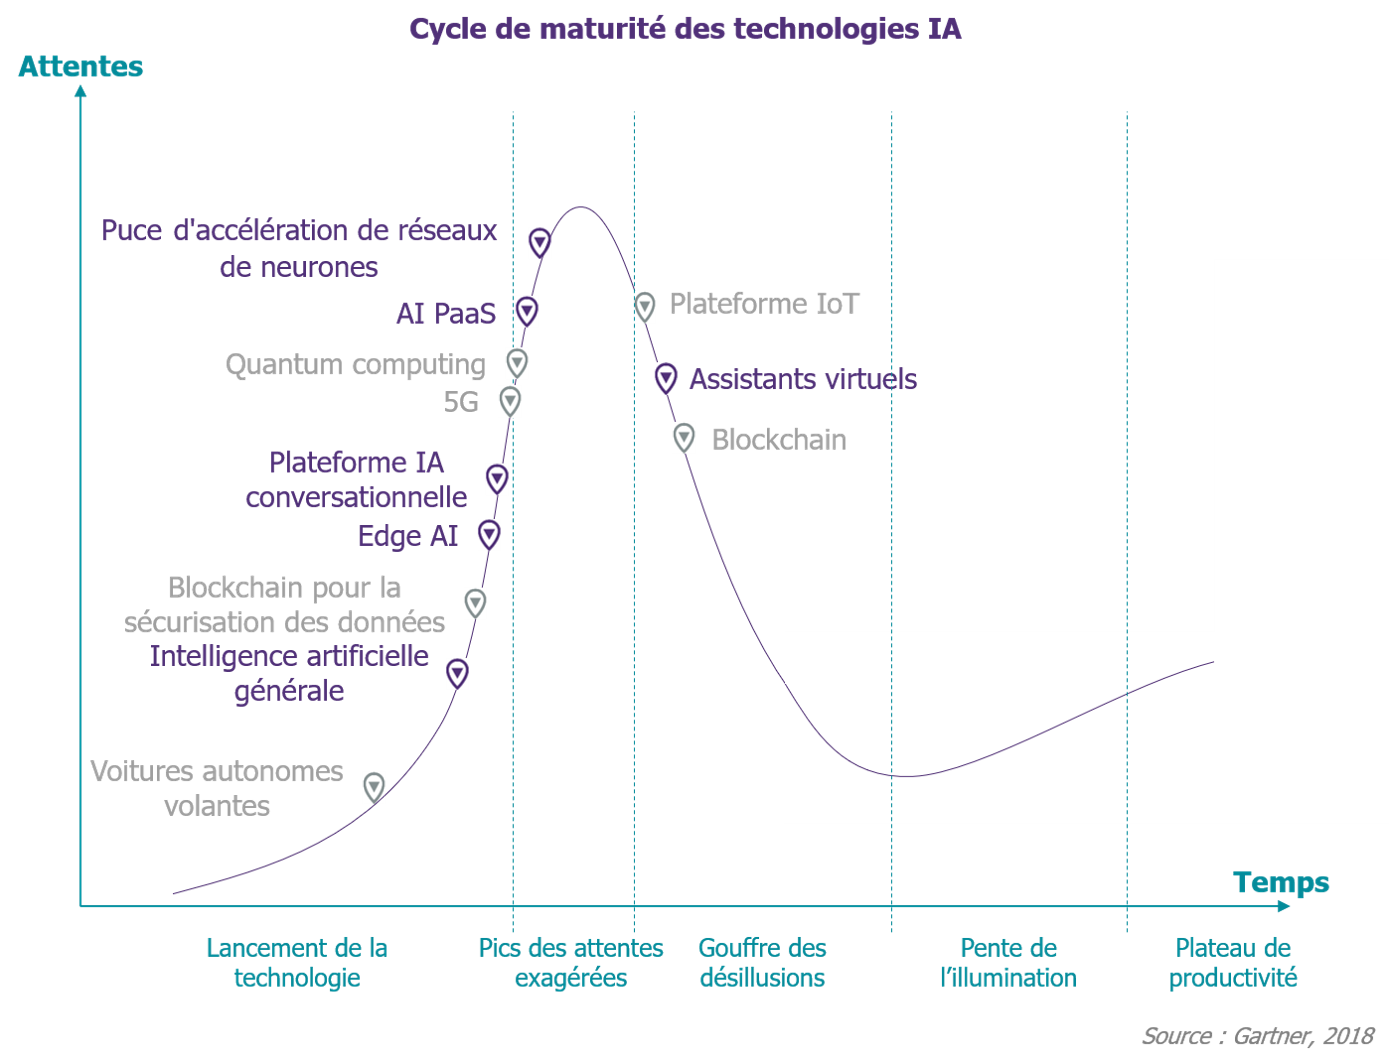 Cycle de maturité des technologies IA
Attentes
Puce d'accélération de réseaux
de neurones
AI PaaS
Quantum computing
5G
Plateforme IA
conversationnelle
Edge AI
Blockchain pour la
sécurisation des données
Intelligence artificielle
générale
Voitures autonomes
volantes
Plateforme IoT
Assistants virtuels
Blockchain
Temps
Lancement de la
technologie
Pics des attentes
exagérées
Gouffre des
désillusions
Pente de
l’illumination
Plateau de
productivité
Source : Gartner, 2018